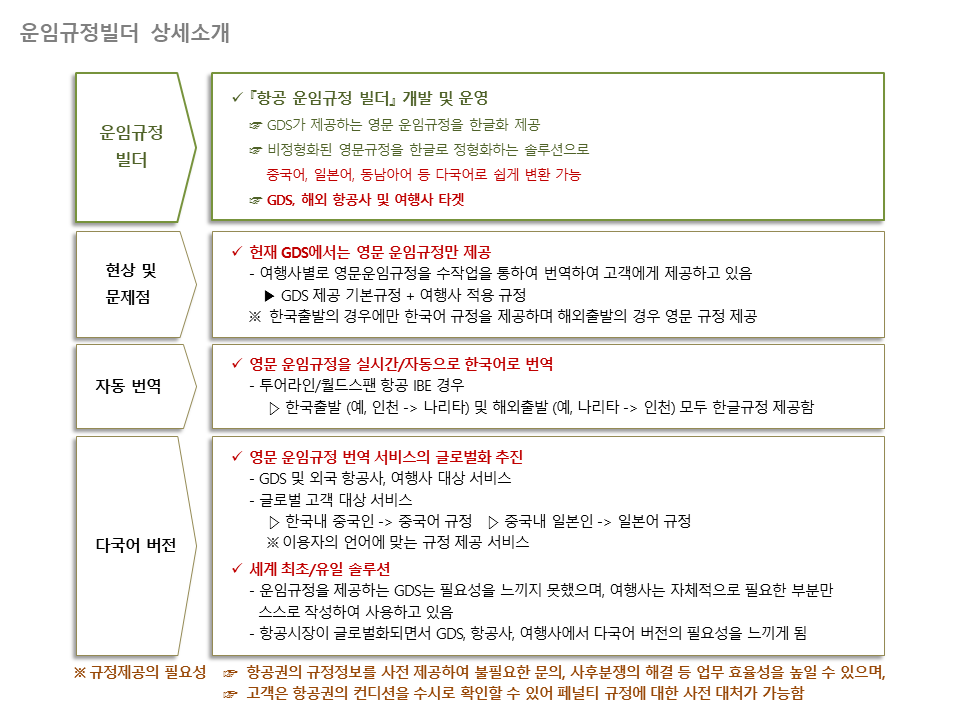 운임규정빌더 상세소개
운임규정
빌더
✓ 『항공 운임규정 빌더』 개발 및 운영
☞ GDS가 제공하는 영문 운임규정을 한글화 제공
☞ 비정형화된 영문규정을 한글로 정형화하는 솔루션으로
중국어, 일본어, 동남아어 등 다국어로 쉽게 변환 가능
☞ GDS, 해외 항공사 및 여행사 타겟
현상 및
문제점
✓ 현재 GDS에서는 영문 운임규정만 제공
- 여행사별로 영문운임규정을 수작업을 통하여 번역하여 고객에게 제공하고 있음
▶ GDS 제공 기본규정 + 여행사 적용 규정
※ 한국출발의 경우에만 한국어 규정을 제공하며 해외출발의 경우 영문 규정 제공
자동 번역
✓ 영문 운임규정을 실시간/자동으로 한국어로 번역
- 투어라인/월드스팬 항공 IBE 경우
▷ 한국출발 (예, 인천 -> 나리타) 및 해외출발 (예, 나리타 -> 인천) 모두 한글규정 제공함
다국어 버전
✓ 영문 운임규정 번역 서비스의 글로벌화 추진
- GDS 및 외국 항공사, 여행사 대상 서비스
- 글로벌 고객 대상 서비스
▷ 한국내 중국인 -> 중국어 규정 ▷ 중국내 일본인 -> 일본어 규정
※ 이용자의 언어에 맞는 규정 제공 서비스
✓ 세계 최초/유일 솔루션
- 운임규정을 제공하는 GDS는 필요성을 느끼지 못했으며, 여행사는 자체적으로 필요한 부분만
스스로 작성하여 사용하고 있음
- 항공시장이 글로벌화되면서 GDS, 항공사, 여행사에서 다국어 버전의 필요성을 느끼게 됨
※ 규정제공의 필요성 ☞ 항공권의 규정정보를 사전 제공하여 불필요한 문의, 사후분쟁의 해결 등 업무 효율성을 높일 수 있으며,
☞ 고객은 항공권의 컨디션을 수시로 확인할 수 있어 페널티 규정에 대한 사전 대처가 가능함